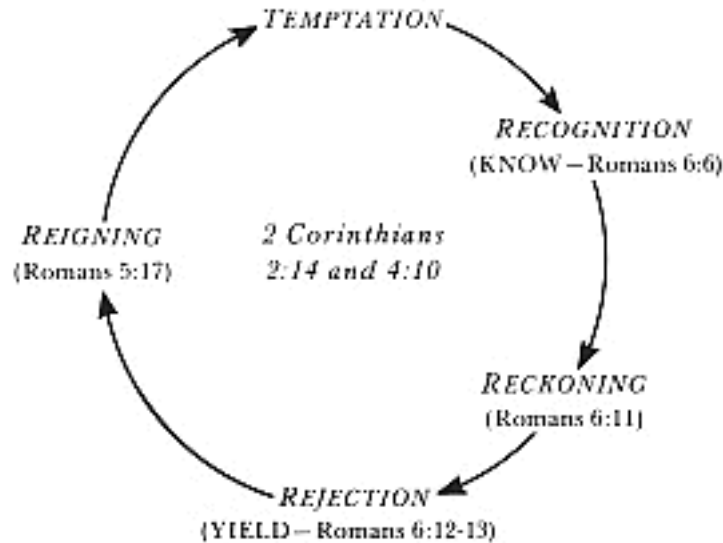 TEMPTATION
RECOGNITION
(KNOW–Romans 6:6)
RECKONING
(Romans 6:11)
REJECTION
(YIELD–Romans 6:12-13)
REIGNING
(Romans 5:17)
2 Corinthians
2:14 and 4:10